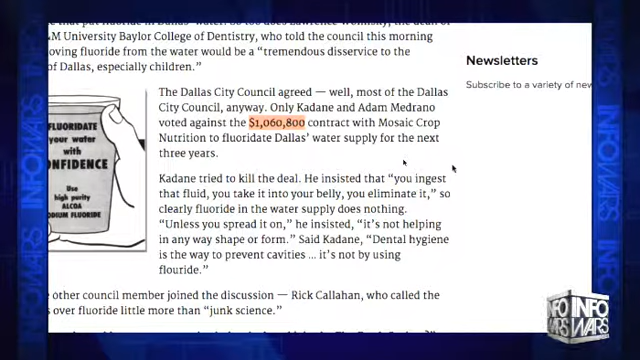 that put fluoride in Dallas' water. So too does Lawrence Wolinsky, the dean of
&M University Baylor College of Dentistry, who told the council this morning
oving fluoride from the water would be a “tremendous disservice to the
of Dallas, especially children.”
The Dallas City Council agreed — well, most of the Dallas
City Council, anyway. Only Kadane and Adam Medrano
voted against the $1,060,800 contract with Mosaic Crop
Nutrition to fluoridate Dallas’ water supply for the next
three years.
Kadane tried to kill the deal. He insisted that “you ingest
that fluid, you take it into your belly, you eliminate it,” so
clearly fluoride in the water supply does nothing.
“Unless you spread it on,” he insisted, “it’s not helping
in any way shape or form.” Said Kadane, “Dental hygiene
is the way to prevent cavities ... it’s not by using
flouride.”
other council member joined the discussion — Rick Callahan, who called the
s over fluoride little more than “junk science.”
FLUORIDATE
your water
with
NFIDENCE
Use
high purity
ALCOA
ODIUM FLUORIDE
Newsletters
Subscribe to a variety of new
INFOWARS
INFOWARS
INFO
WARS
INFO
WARS